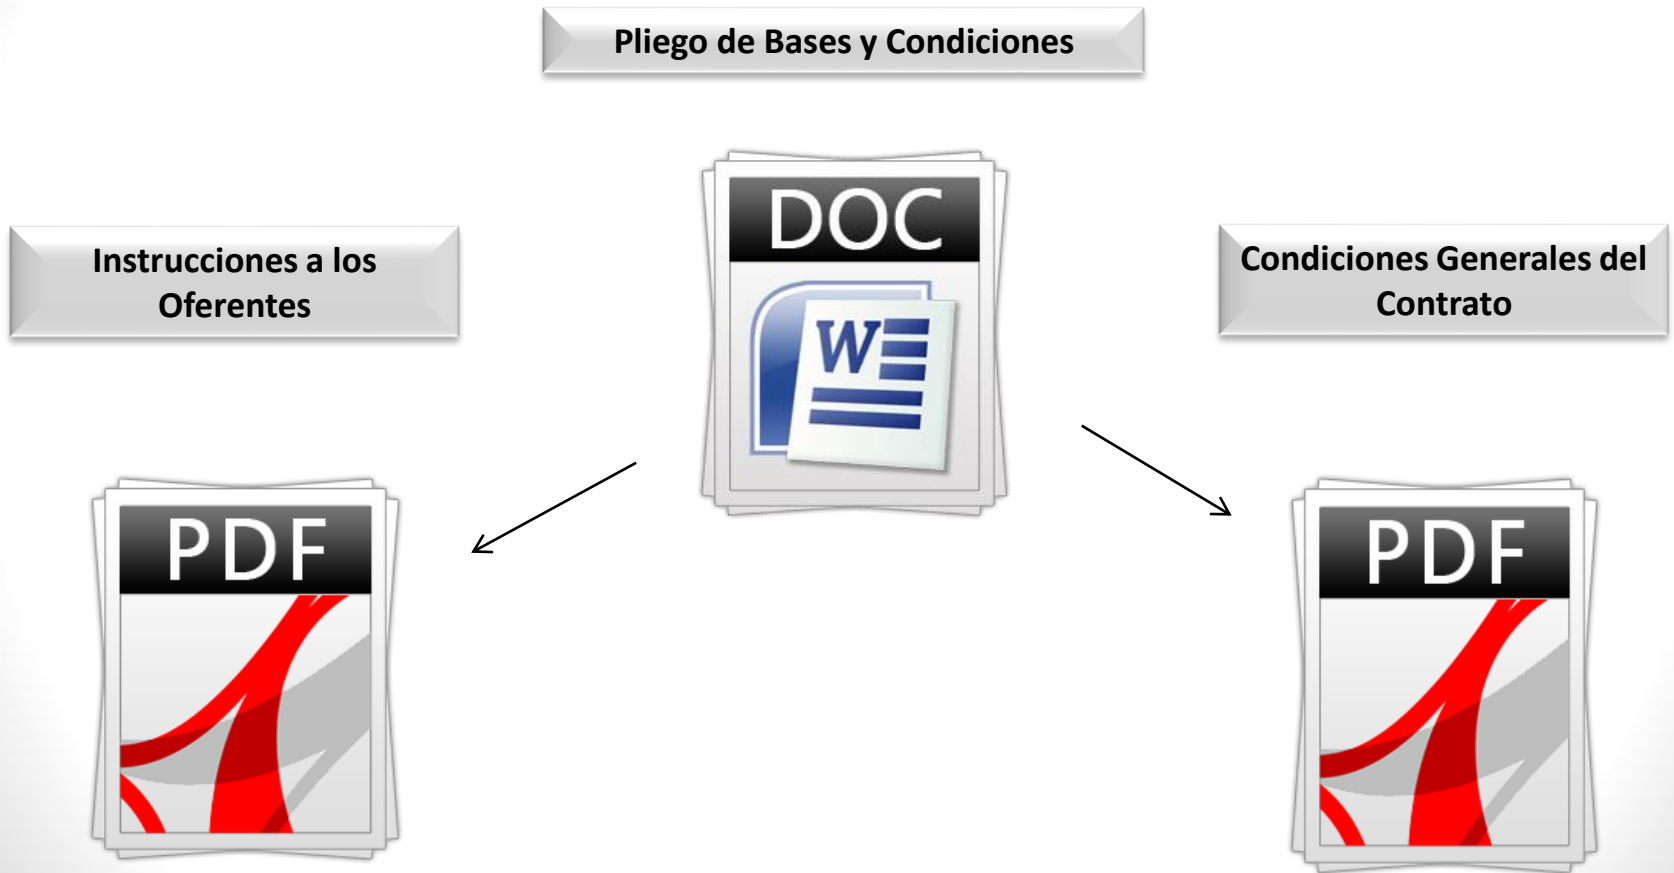 Pliego de Bases y Condiciones
DOC
W
Instrucciones a los
Oferentes
Condiciones Generales del
Contrato
PDF
PDF